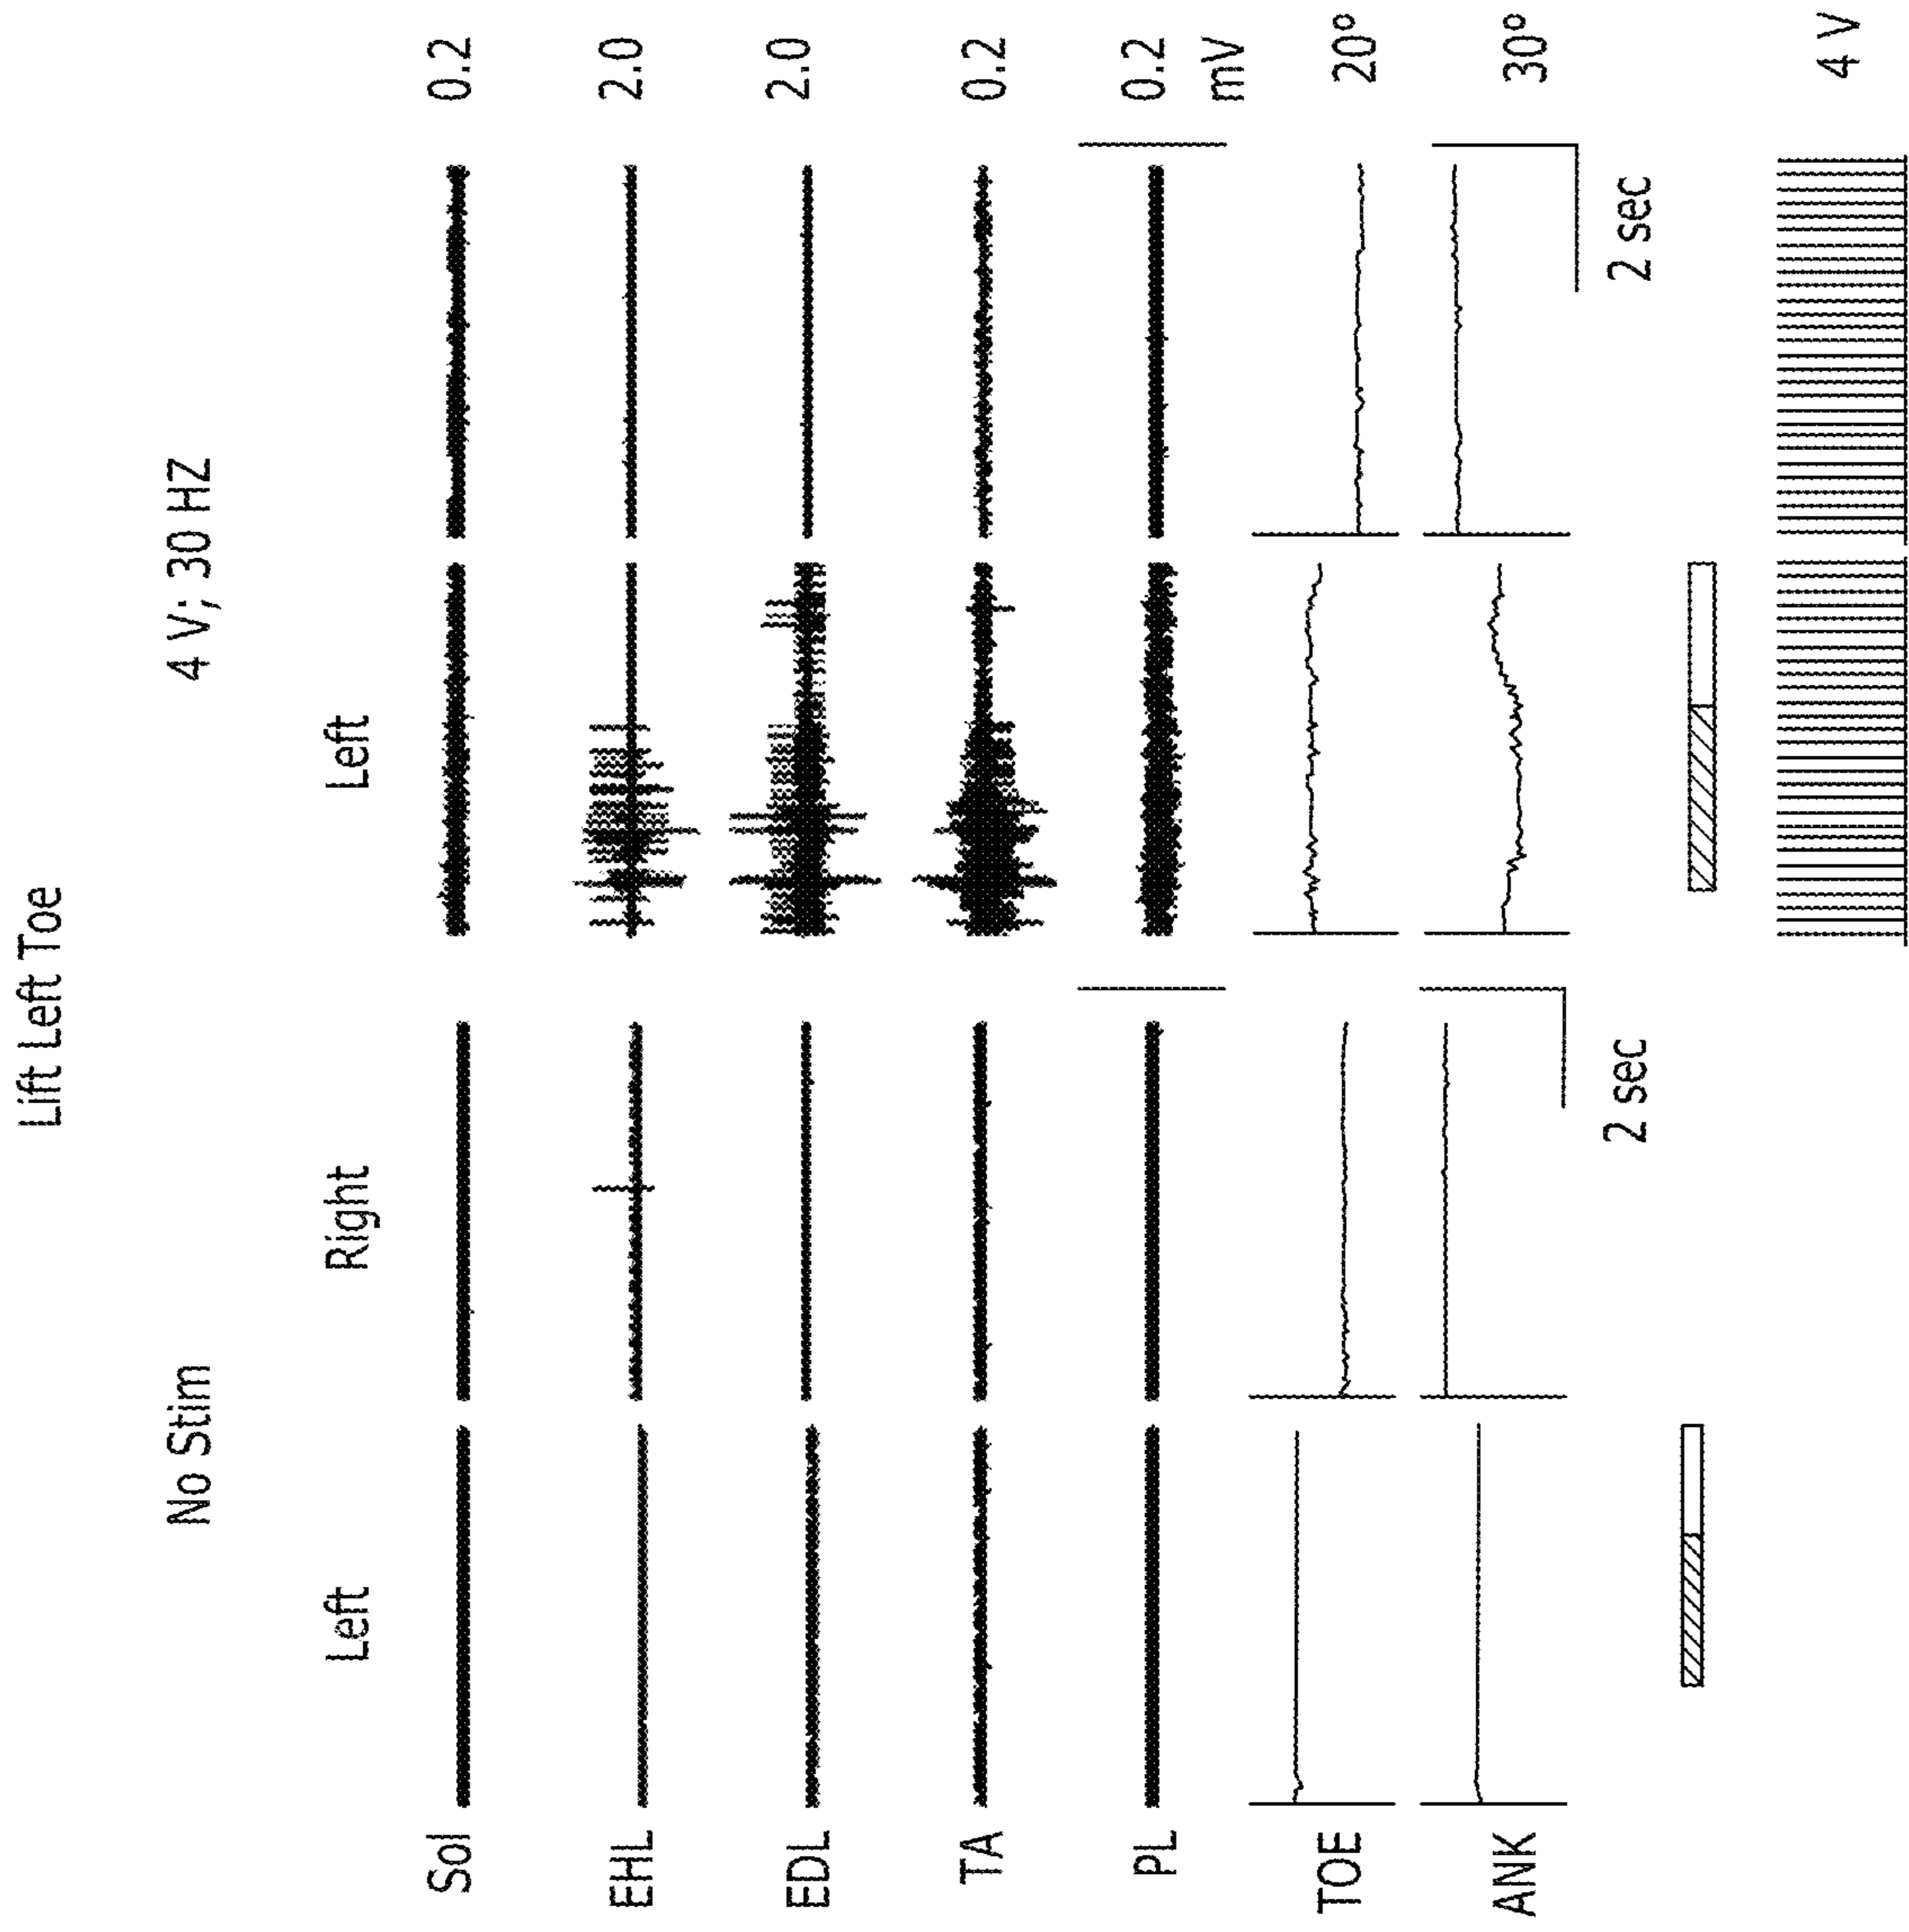 Lift Left Toe
No Stim 4 V; 30 HZ
Left Right Left
Sol 0.2
EHL 2.0
EDL 2.0
TA 0.2
PL 0.2
mV
TOE 20°
ANK 30°
2 sec 2 sec
4 V